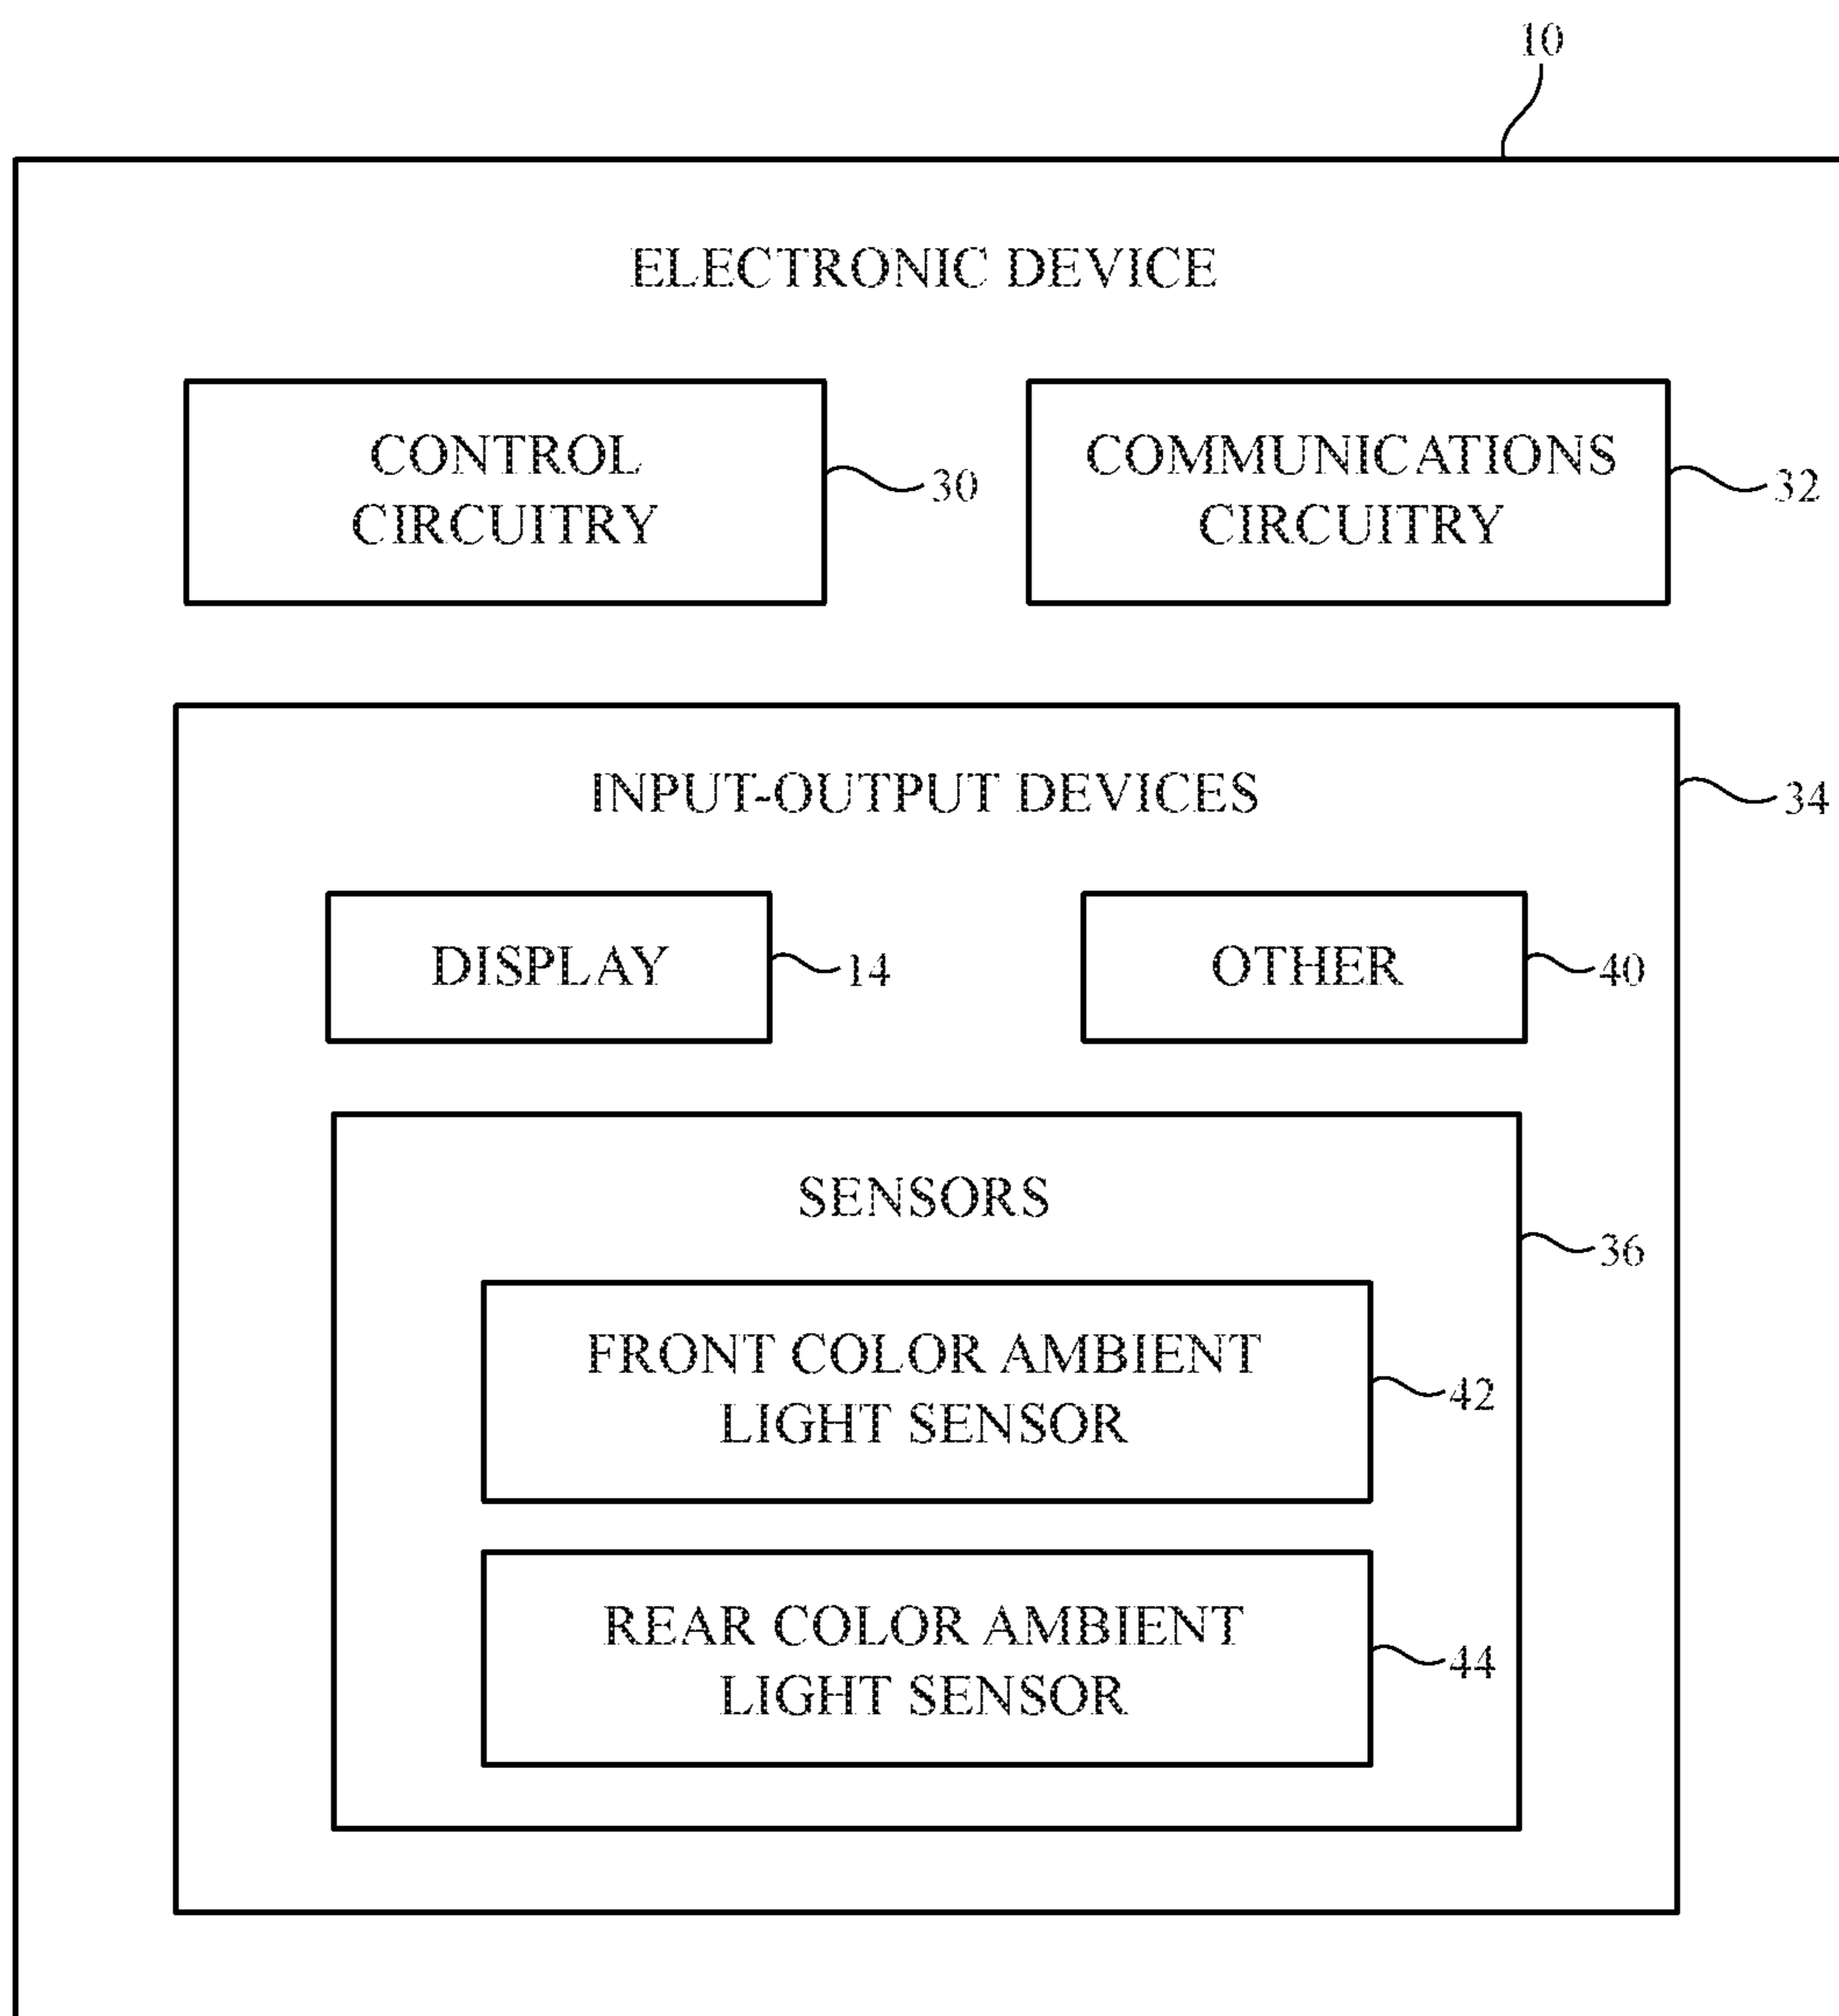 10
ELECTRONIC DEVICE
CONTROL
CIRCUITRY
30
COMMUNICATIONS
CIRCUITRY
32
INPUT-OUTPUT DEVICES
34
DISPLAY
14
OTHER
40
SENSORS
36
FRONT COLOR AMBIENT
LIGHT SENSOR
42
REAR COLOR AMBIENT
LIGHT SENSOR
44